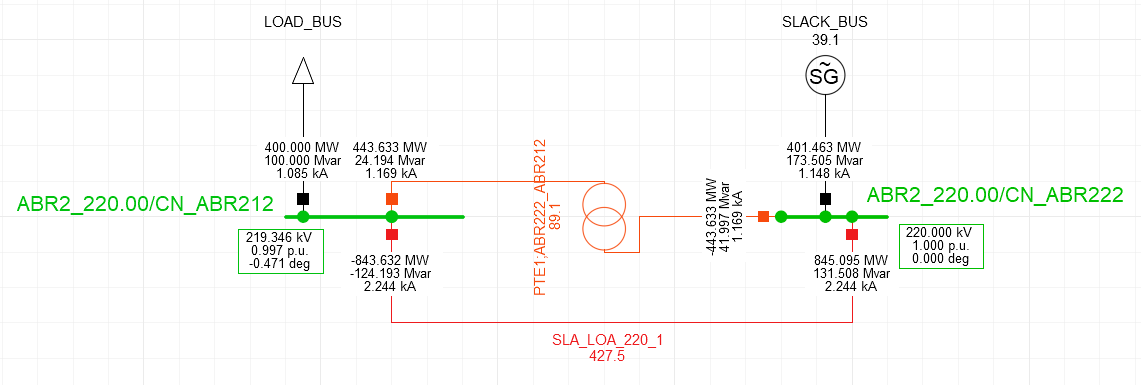 LOAD_BUS
SLACK_BUS
39.1
SG
400.000 MW
100.000 Mvar
1.085 kA
443.633 MW
24.194 Mvar
1.169 kA
PTE1;ABR222_ABR212
89.1
-443.633 MW
41.997 Mvar
1.169 kA
401.463 MW
173.505 Mvar
1.148 kA
ABR2_220.00/CN_ABR212
ABR2_220.00/CN_ABR222
219.346 kV
0.997 p.u.
-0.471 deg
-843.632 MW
-124.193 Mvar
2.244 kA
845.095 MW
131.508 Mvar
2.244 kA
220.000 kV
1.000 p.u.
0.000 deg
SLA_LOA_220_1
427.5